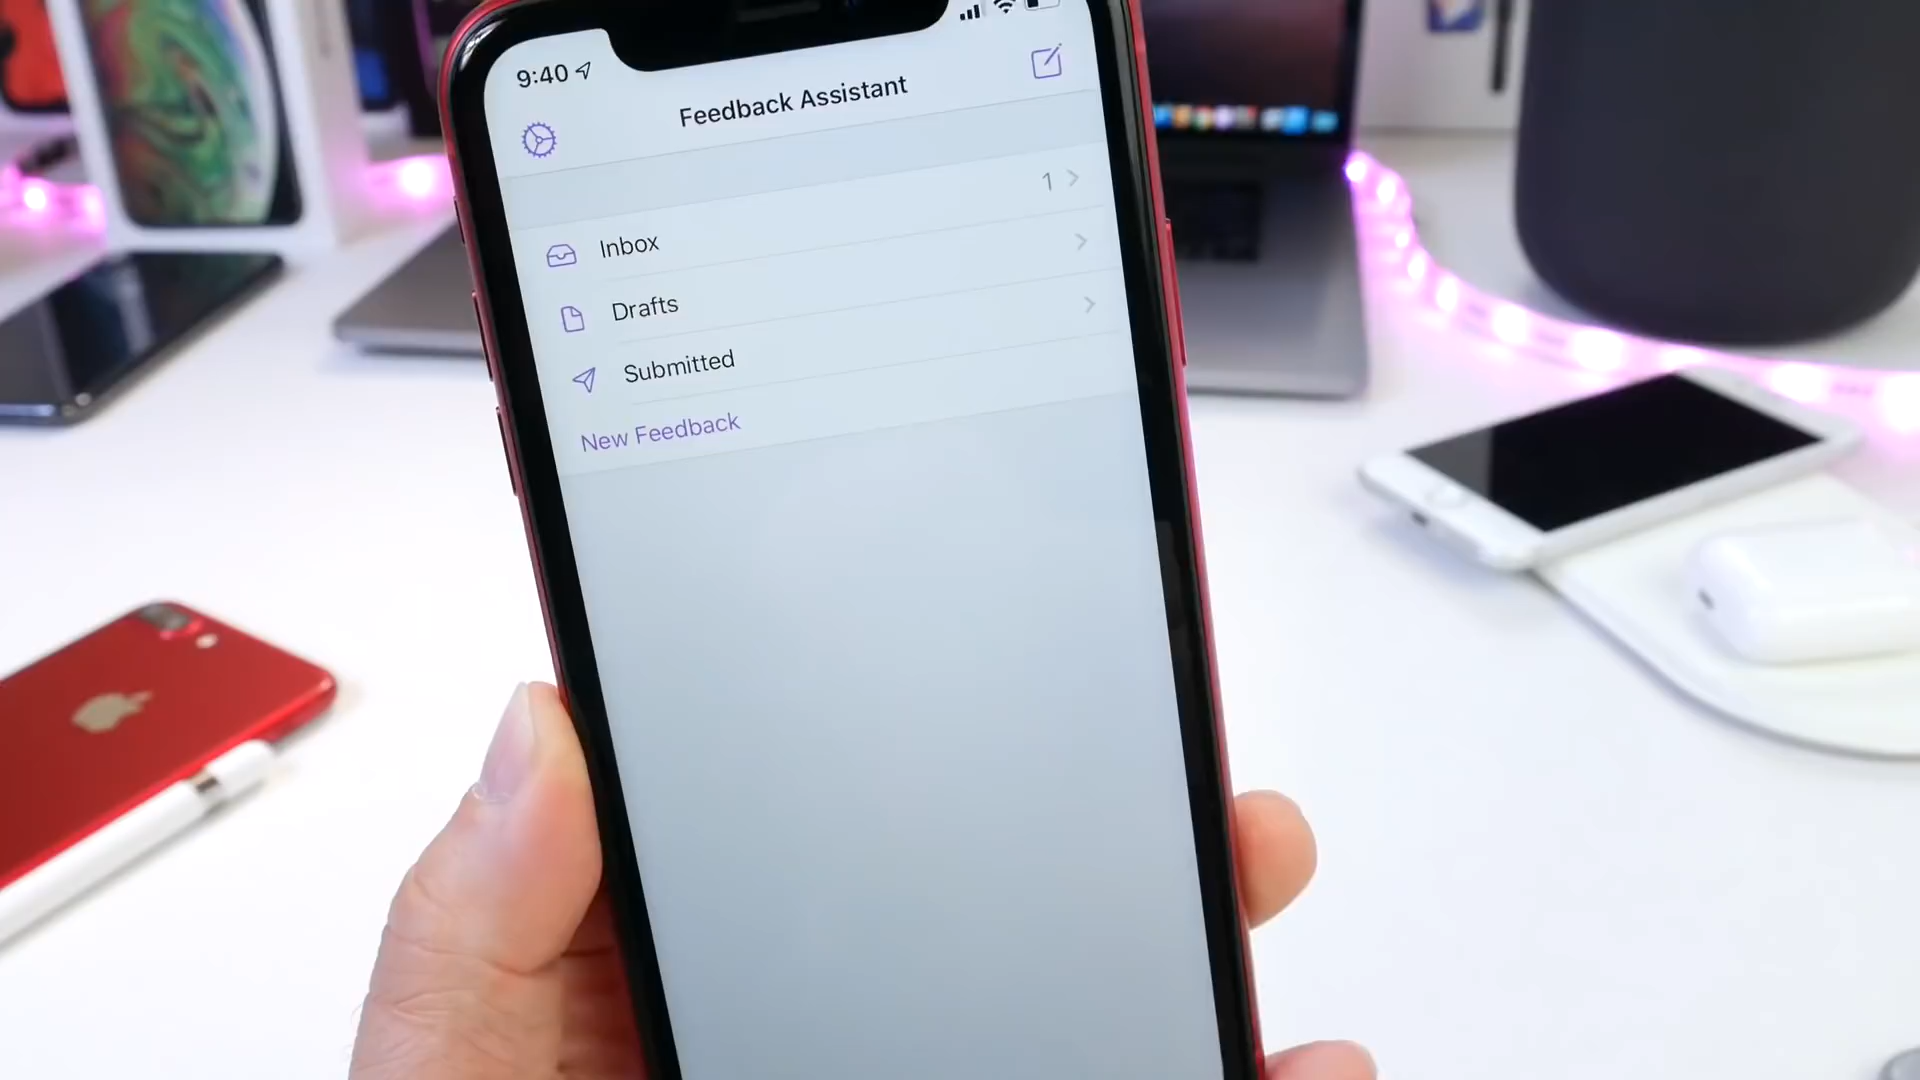 9:40
Feedback Assistant
Inbox
1
Drafts
Submitted
New Feedback